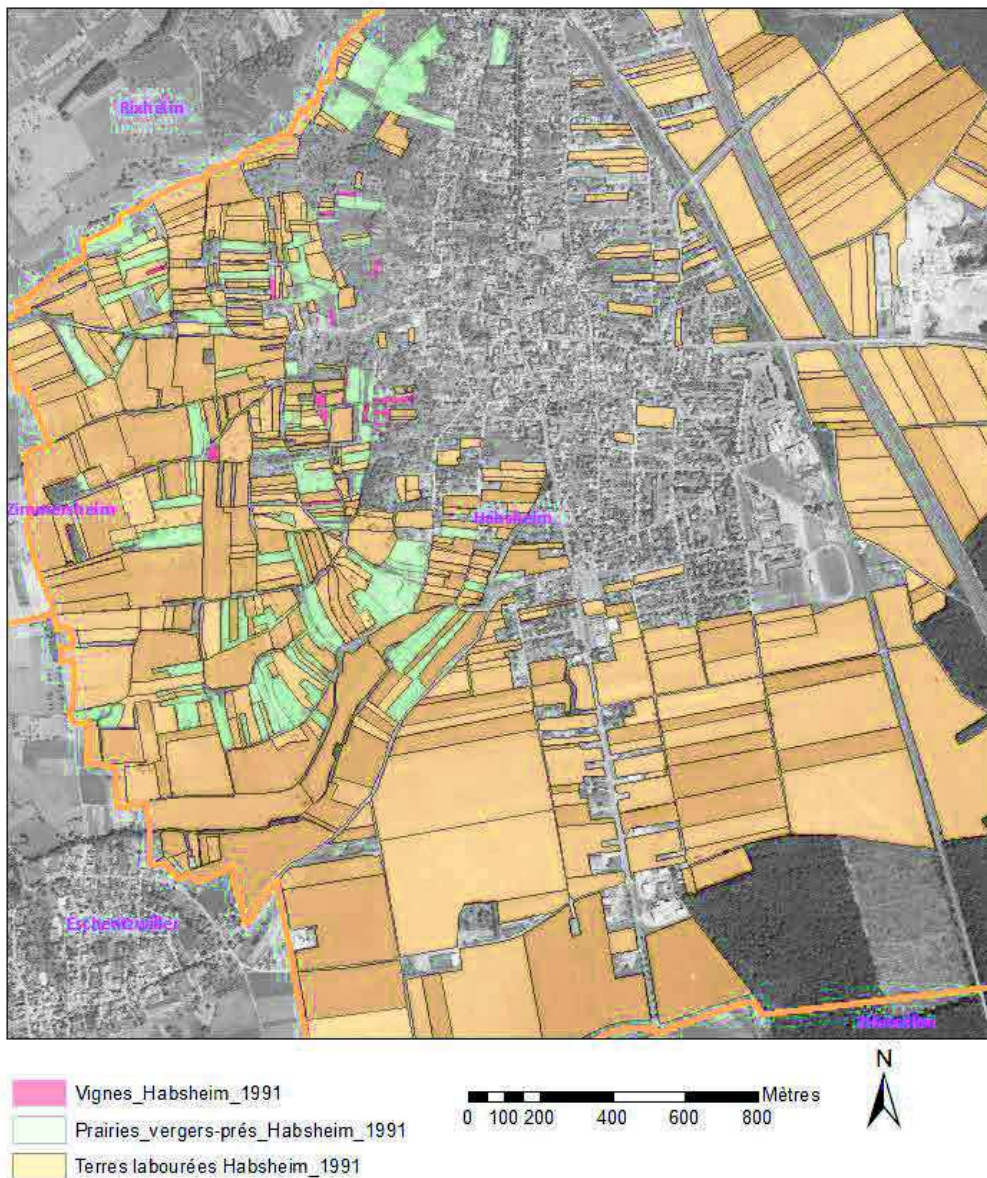 Rixheim
Zimmersheim
Habsheim
Eschentzwiller
Vignes_Habsheim_1991
Prairies_vergers-prés_Habsheim_1991
Terres labourées Habsheim_1991
Mètres
0 100 200 400 600 800
N